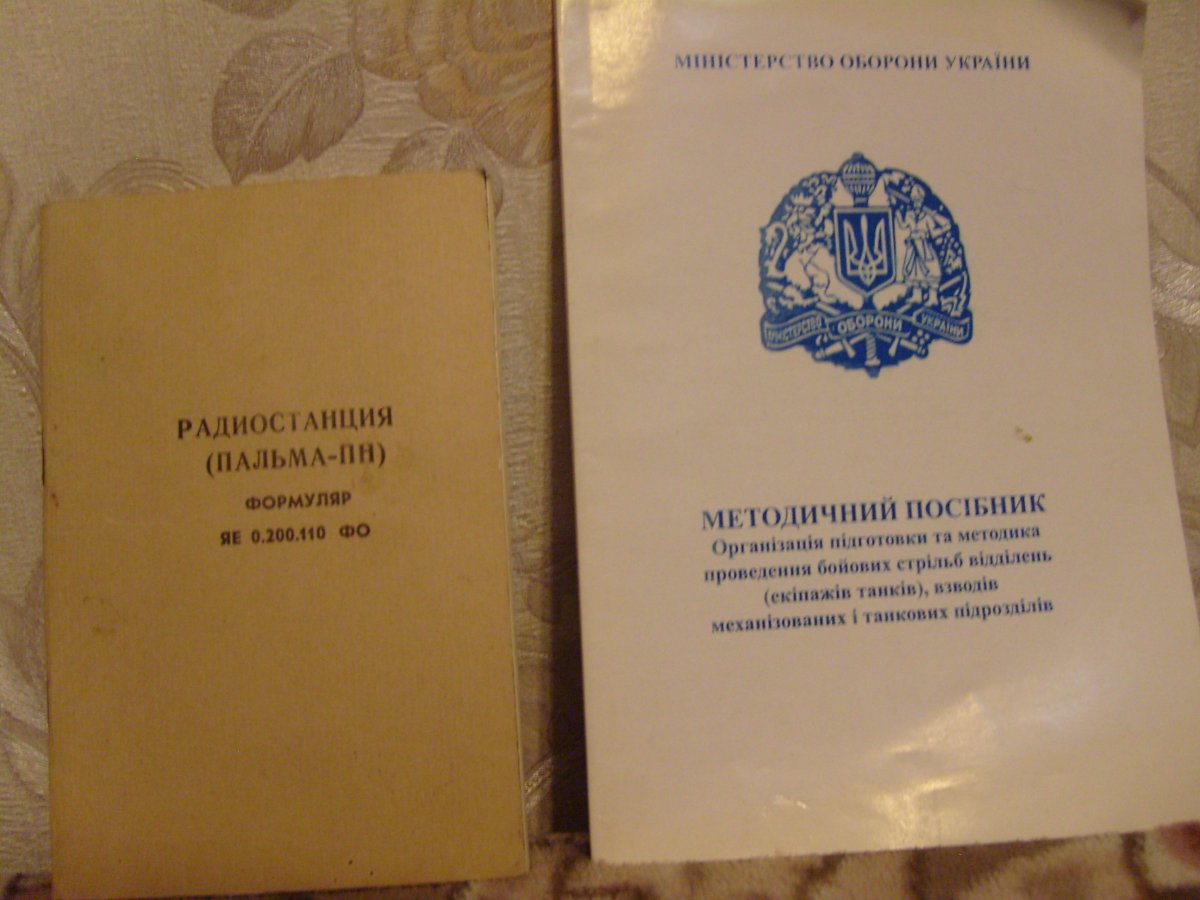 РАДИОСТАНЦИЯ
(ПАЛЬМА-ПН)
ФОРМУЛЯР
ЯЕ 0.200.110 ФО
МІНІСТЕРСТВО ОБОРОНИ УКРАЇНИ
МІНІСТЕРСТВО ОБОРОНИ УКРАЇНИ
МЕТОДИЧНИЙ ПОСІБНИК
Організація підготовки та методика
проведення бойових стрільб відділень
(екіпажів танків), взводів
механізованих і танкових підрозділів